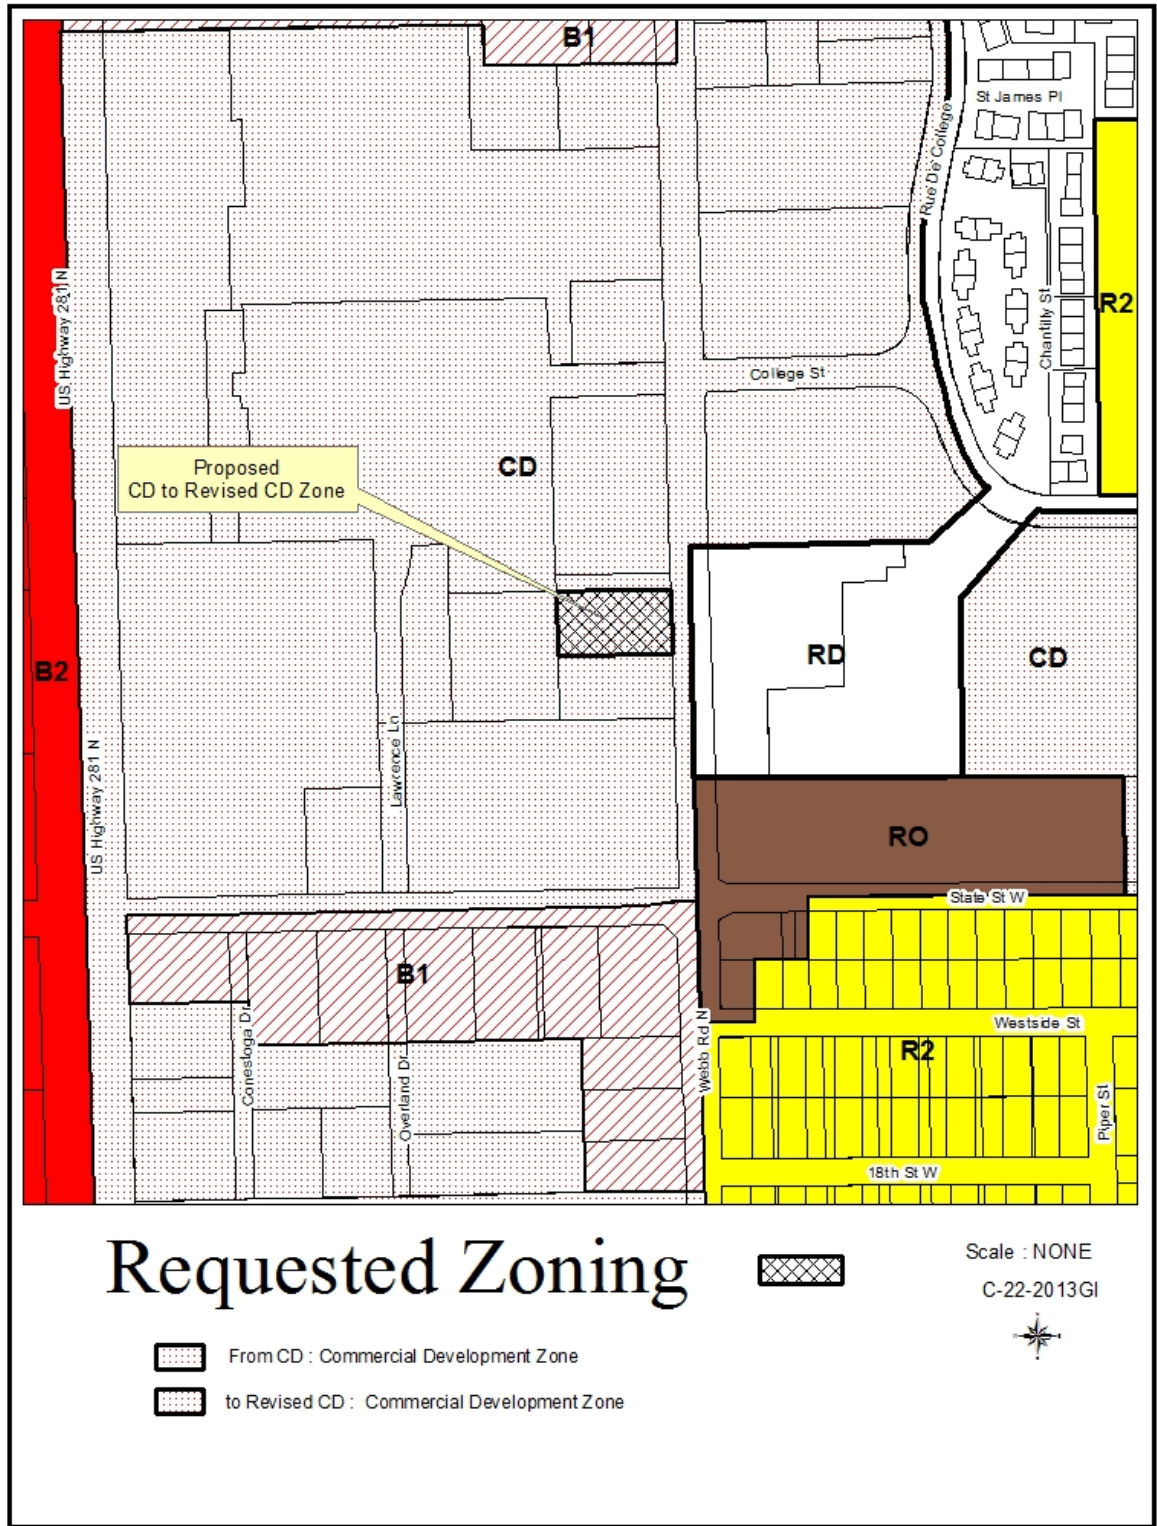 B1
St James Pl
Rue De College
US Highway 281 N
R2
Chantilly St
College St
Proposed
CD to Revised CD Zone
CD
B2
RD
CD
US Highway 281 N
Lawrence Ln
RO
State St W
B1
Conestoga Dr
Overland Dr
Webb Rd N
Westside St
R2
Piper St
18th St W
Requested Zoning
Scale : NONE
C-22-2013GI
From CD : Commercial Development Zone
to Revised CD : Commercial Development Zone